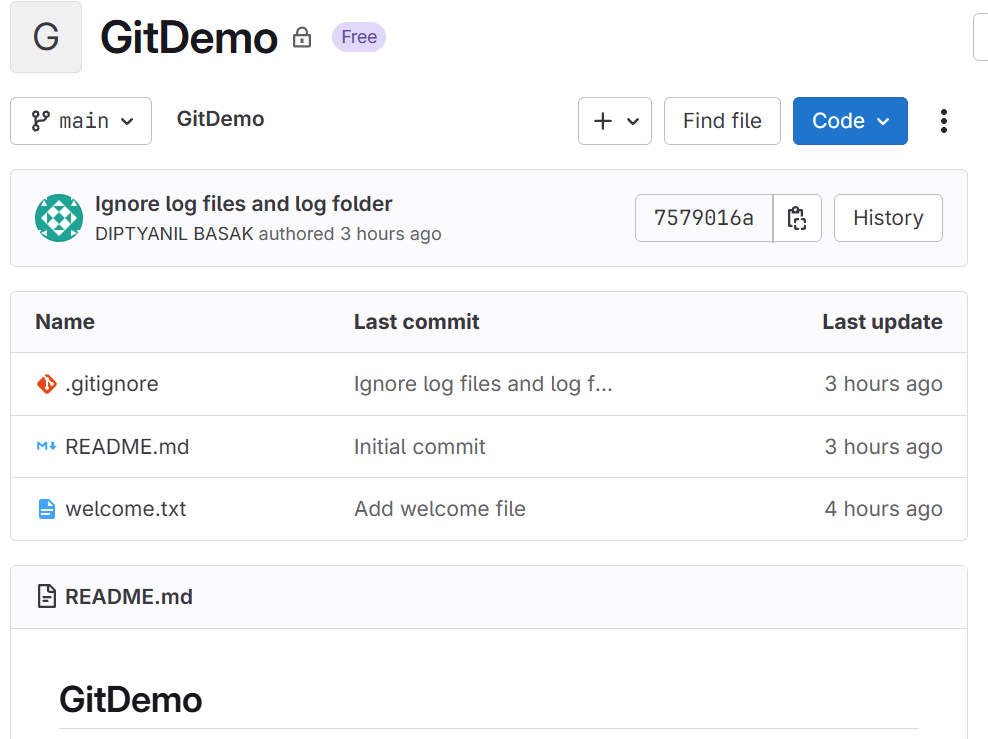 G GitDemo Free
main GitDemo Find file Code
Ignore log files and log folder
DIPTYANIL BASAK authored 3 hours ago
7579016a History
Name Last commit Last update
.gitignore Ignore log files and log f... 3 hours ago
README.md Initial commit 3 hours ago
welcome.txt Add welcome file 4 hours ago
README.md
GitDemo